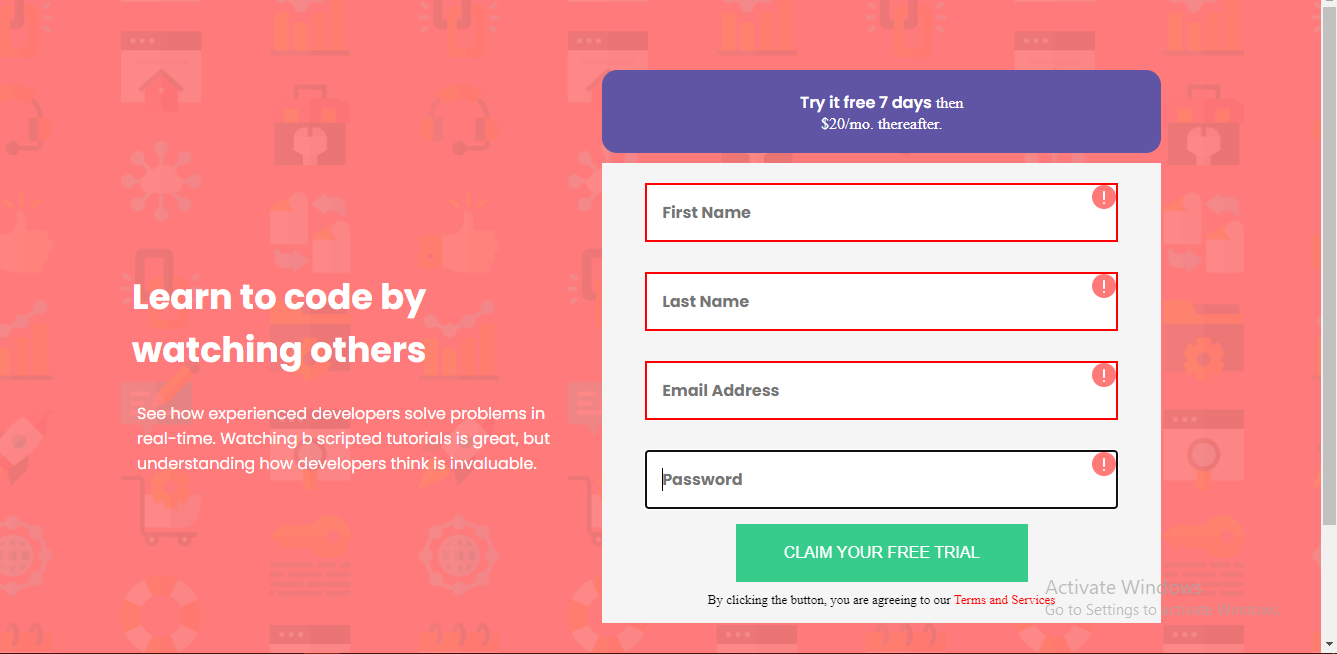 Try it free 7 days then
$20/mo. thereafter.
First Name
!
Last Name
!
Learn to code by
watching others
Email Address
!
See how experienced developers solve problems in
real-time. Watching b scripted tutorials is great, but
understanding how developers think is invaluable.
Password
!
CLAIM YOUR FREE TRIAL
By clicking the button, you are agreeing to our Terms and Services
Activate Windows
Go to Settings to activate Windows.